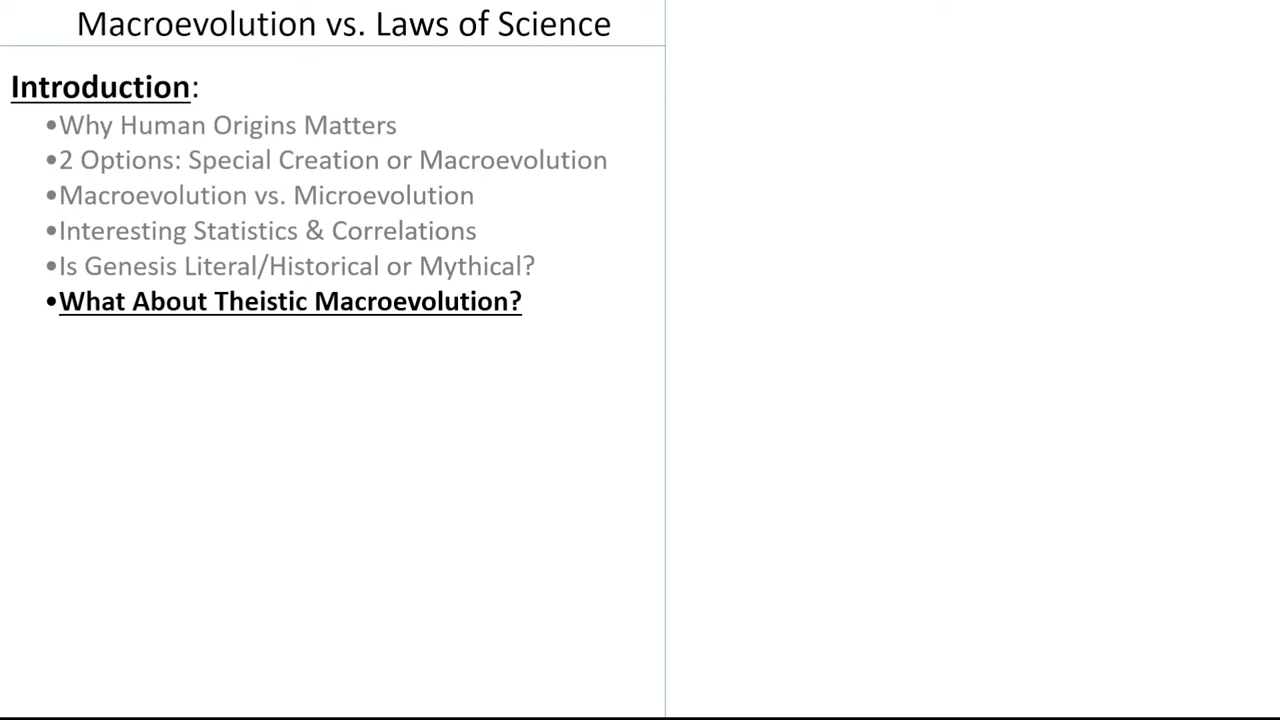 Macroevolution vs. Laws of Science
Introduction:
•Why Human Origins Matters
•2 Options: Special Creation or Macroevolution
•Macroevolution vs. Microevolution
•Interesting Statistics & Correlations
•Is Genesis Literal/Historical or Mythical?
•What About Theistic Macroevolution?